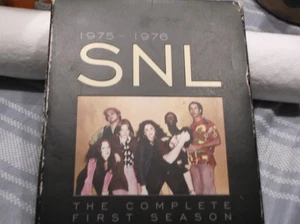 1975 - 1976
SNL
THE COMPLETE
FIRST SEASON